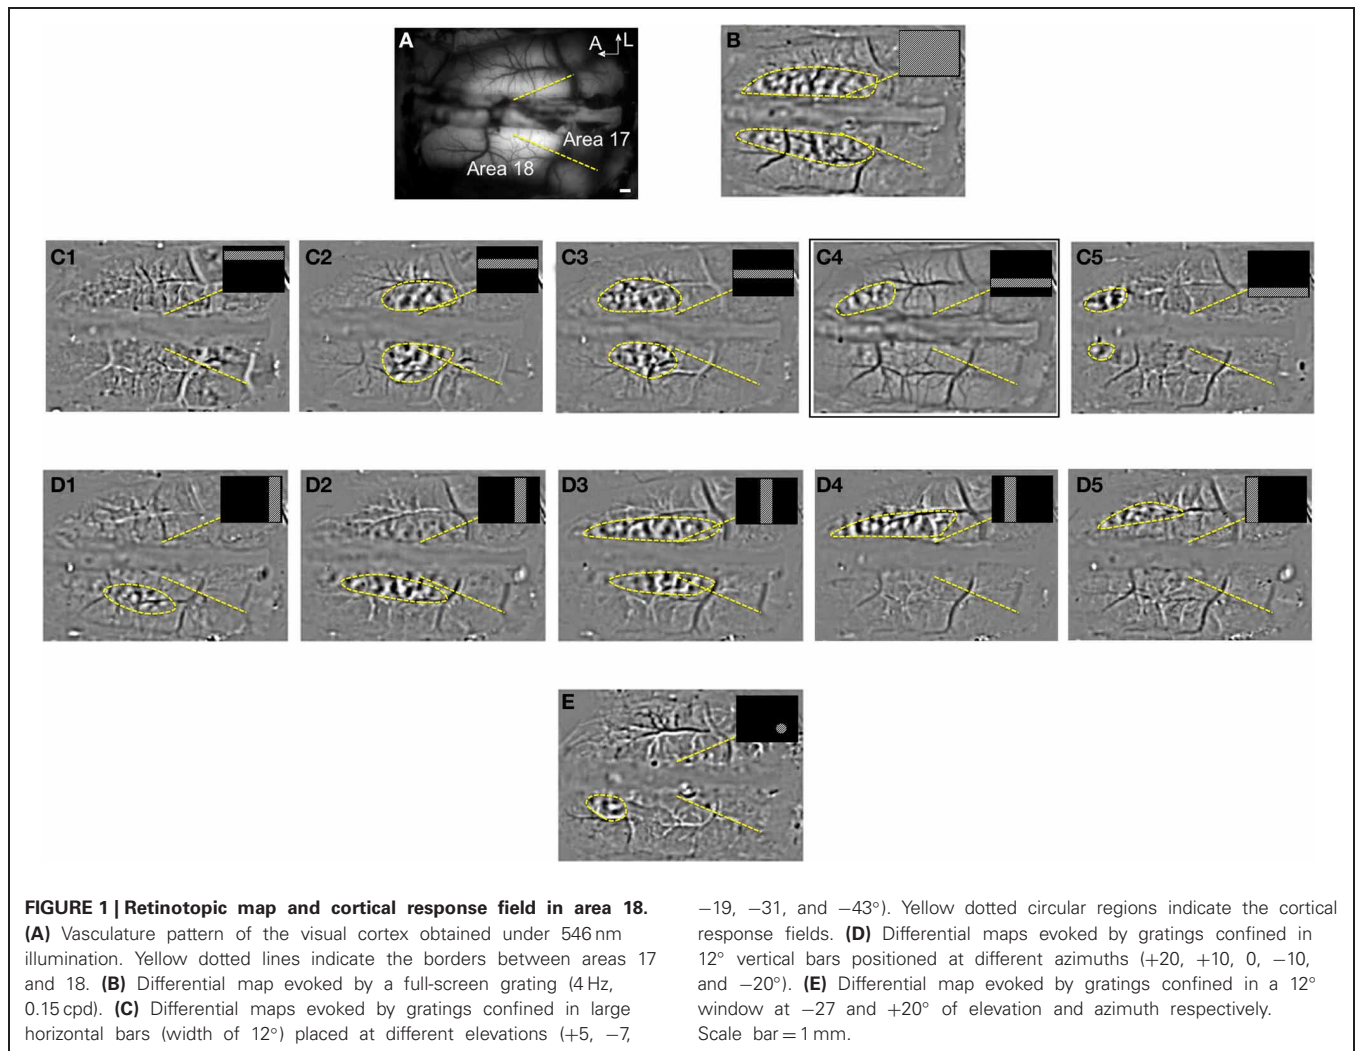 A
A L
Area 17
Area 18
B
C1
C2
C3
C4
C5
D1
D2
D3
D4
D5
E
FIGURE 1 | Retinotopic map and cortical response field in area 18.
(A) Vasculature pattern of the visual cortex obtained under 546 nm
illumination. Yellow dotted lines indicate the borders between areas 17
and 18. (B) Differential map evoked by a full-screen grating (4 Hz,
0.15 cpd). (C) Differential maps evoked by gratings confined in large
horizontal bars (width of 12°) placed at different elevations (+5, −7,
−19, −31, and −43°). Yellow dotted circular regions indicate the cortical
response fields. (D) Differential maps evoked by gratings confined in
12° vertical bars positioned at different azimuths (+20, +10, 0, −10,
and −20°). (E) Differential map evoked by gratings confined in a 12°
window at −27 and +20° of elevation and azimuth respectively.
Scale bar = 1 mm.